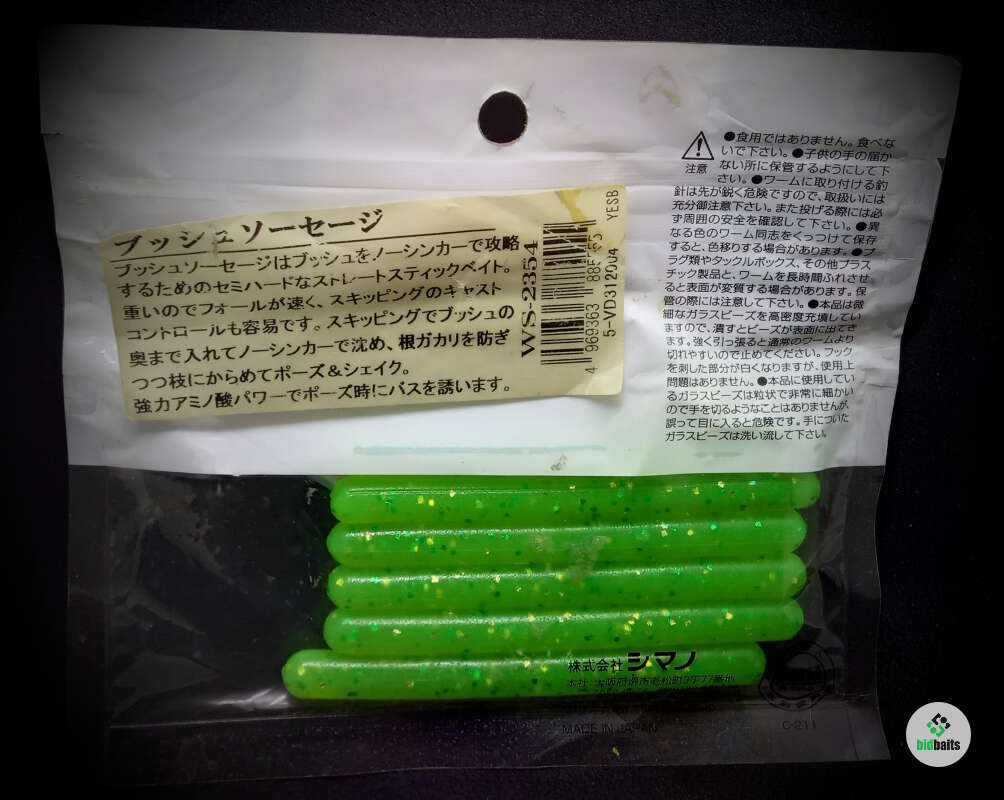 ブッシュソーセージ
ブッシュソーセージはブッシュをノーシンカーで攻略
するためのセミハードなストレートスティックベイト。
重いのでフォールが速く、スキッピングのキャスト
コントロールも容易です。スキッピングでブッシュの
奥まで入れてノーシンカーで沈め、根ガカリを防ぎ
つつ枝にからめてポーズ&シェイク。
強力アミノ酸パワーでポーズ時にバスを誘います。
WS-2354
4 969363
5-VD312054
YESB
注意
●食用ではありません。食べな
いで下さい。●子供の手の届か
ない所に保管するようにして下
さい。●ワームに取り付ける釣
針は先が鋭く危険ですので、取扱いには
充分御注意下さい。また投げる際には必
ず周囲の安全を確認して下さい。●異
なる色のワーム同志をくっつけて保存
すると、色移りする場合があります。●プ
ラグ類やタックルボックス、その他プラス
チック製品と、ワームを長時間ふれさせ
ると表面が変質する場合があります。保
管の際には注意して下さい。●本品は微
細なガラスビーズを高密度充填してい
ますので、潰すとビーズが表面に出てき
ます。強く引っ張ると通常のワームより
切れやすいので止めてください。フック
を刺した部分が白くなりますが、使用上
問題はありません。●本品に使用してい
るガラスビーズは粒状で非常に細かい
ので手を切るようなことはありませんが、
誤って目に入ると危険です。手についた
ガラスビーズは洗い流して下さい。
株式会社シマノ
本社:大阪府堺市老松町3丁77番地
MADE IN JAPAN
C-211
bidbaits